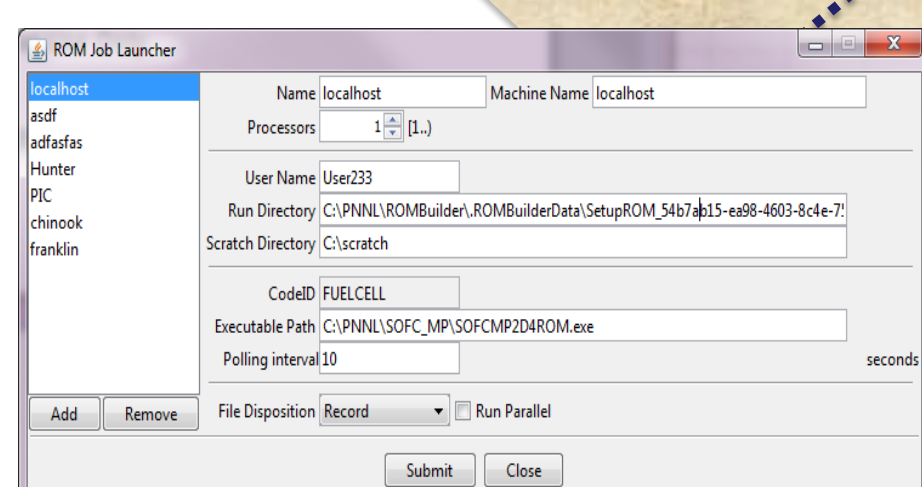 ROM Job Launcher
localhost
asdf
adfasfas
Hunter
PIC
chinook
franklin
Add Remove
Name localhost Machine Name localhost
Processors 1 [1..)
User Name User233
Run Directory C:\PNNL\ROMBuilder\.ROMBuilderData\SetupROM_54b7ab15-ea98-4603-8c4e-7
Scratch Directory C:\scratch
CodeID FUELCELL
Executable Path C:\PNNL\SOFC_MP\SOFCMP2D4ROM.exe
Polling interval 10 seconds
File Disposition Record Run Parallel
Submit Close